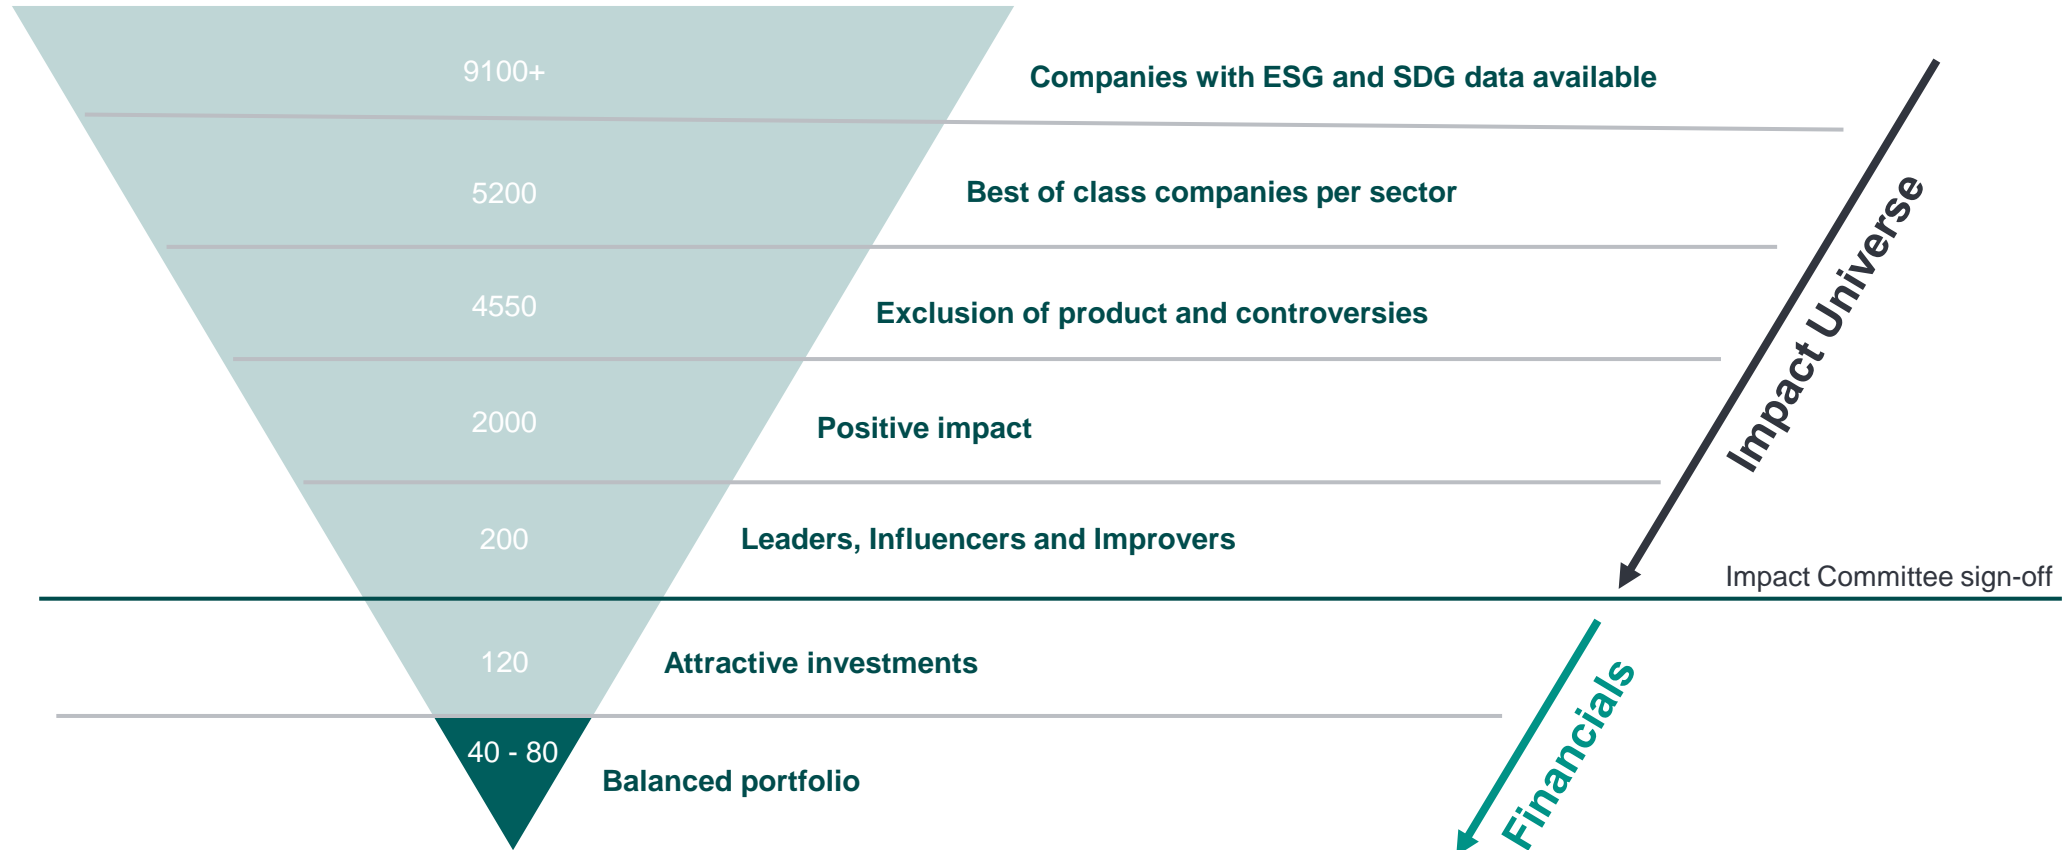 9100+
Companies with ESG and SDG data available
5200
Best of class companies per sector
4550
Exclusion of product and controversies
2000
Positive impact
200
Leaders, Influencers and Improvers
Impact Universe
Impact Committee sign-off
120
Attractive investments
40 - 80
Balanced portfolio
Financials